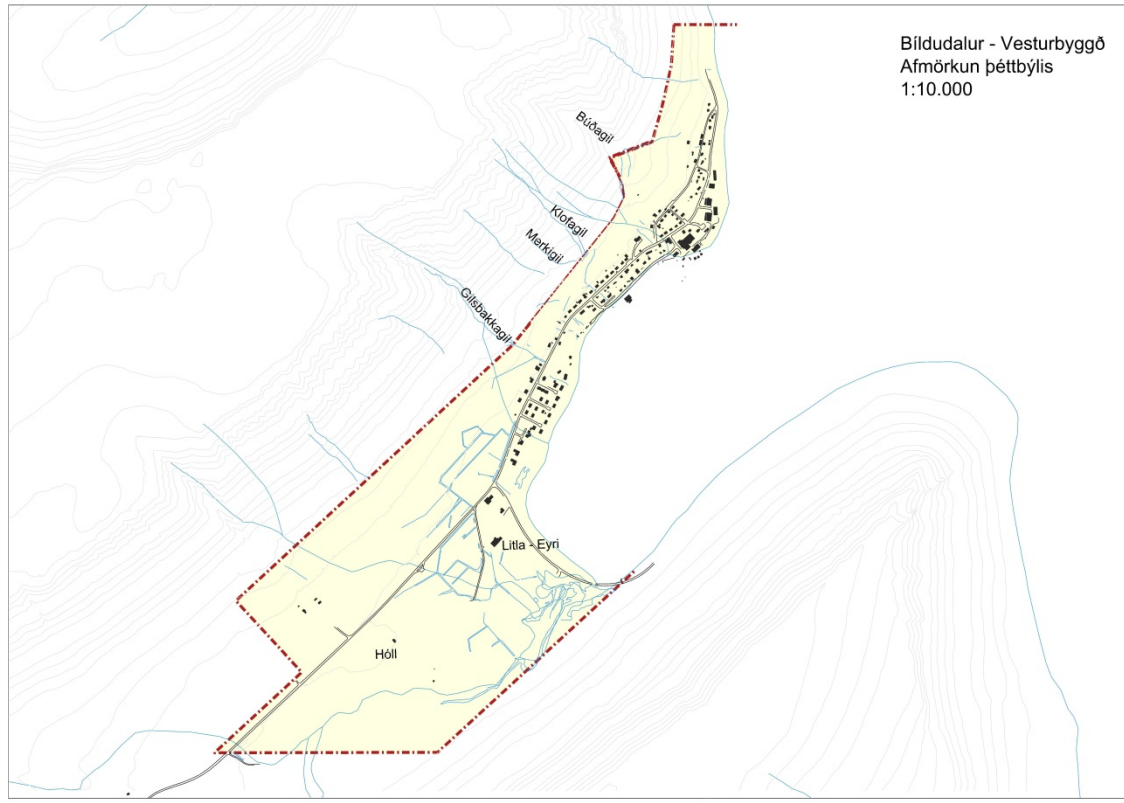 Bíldudalur - Vesturbyggð
Afmörkun þéttbýlis
1:10.000
Búðagil
Klofagil
Merkigil
Gilsbakkagil
Litla - Eyri
Hóll